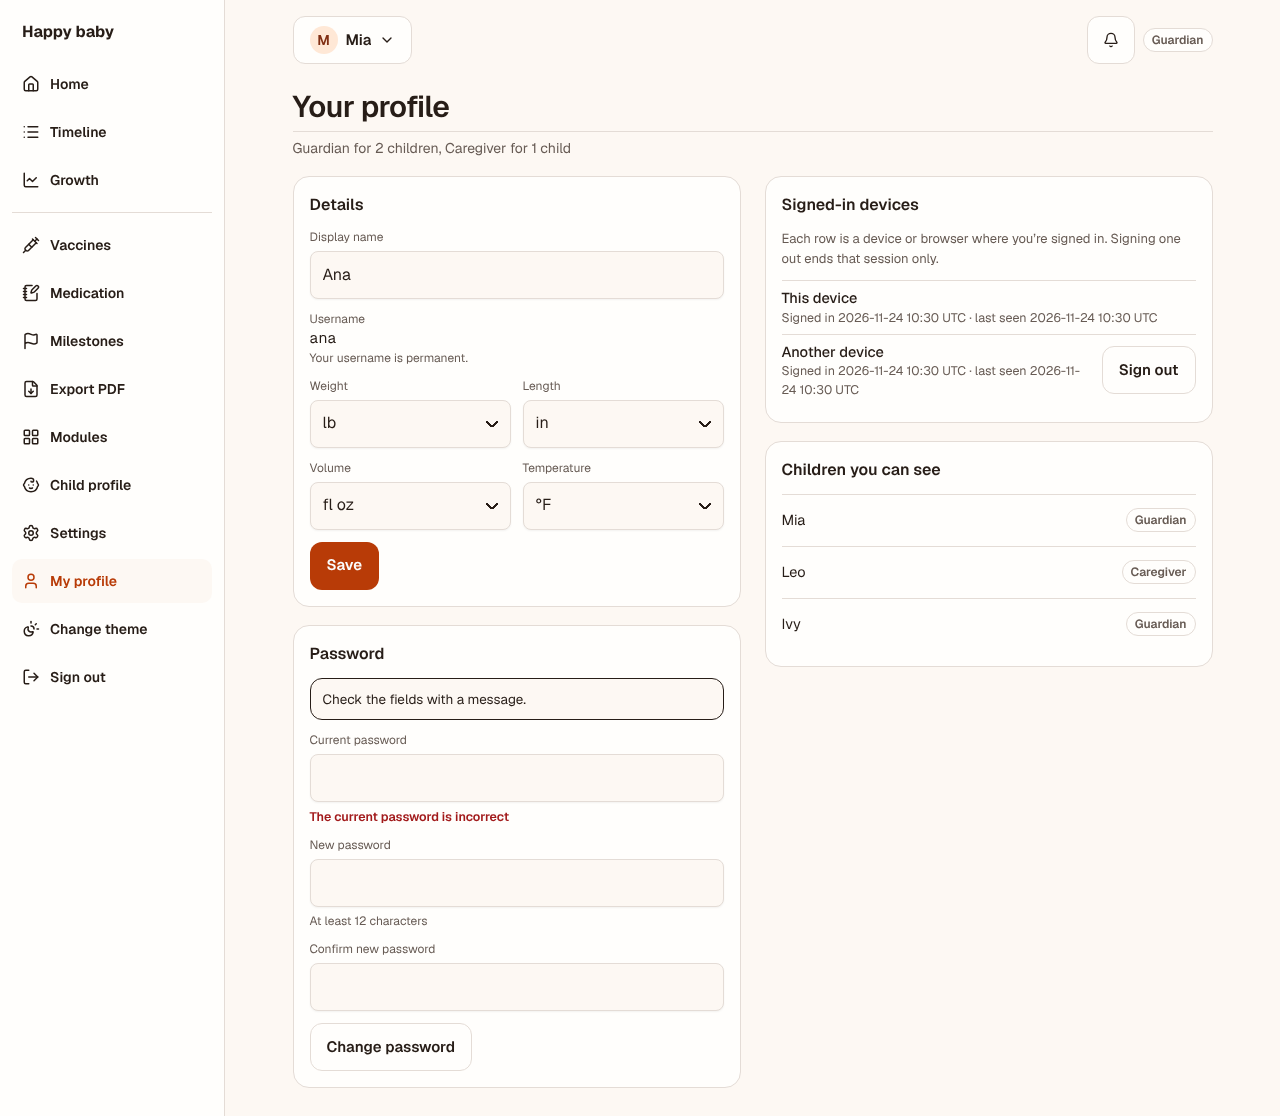 Happy baby
Home
Timeline
Growth
Vaccines
Medication
Milestones
Export PDF
Modules
Child profile
Settings
My profile
Change theme
Sign out
M Mia
Guardian
Your profile
Guardian for 2 children, Caregiver for 1 child
Details
Display name
Ana
Username
ana
Your username is permanent.
Weight Length
lb in
Volume Temperature
fl oz °F
Save
Password
Check the fields with a message.
Current password
The current password is incorrect
New password
At least 12 characters
Confirm new password
Change password
Signed-in devices
Each row is a device or browser where you’re signed in. Signing one
out ends that session only.
This device
Signed in 2026-11-24 10:30 UTC · last seen 2026-11-24 10:30 UTC
Another device
Signed in 2026-11-24 10:30 UTC · last seen 2026-11-
24 10:30 UTC
Sign out
Children you can see
Mia Guardian
Leo Caregiver
Ivy Guardian